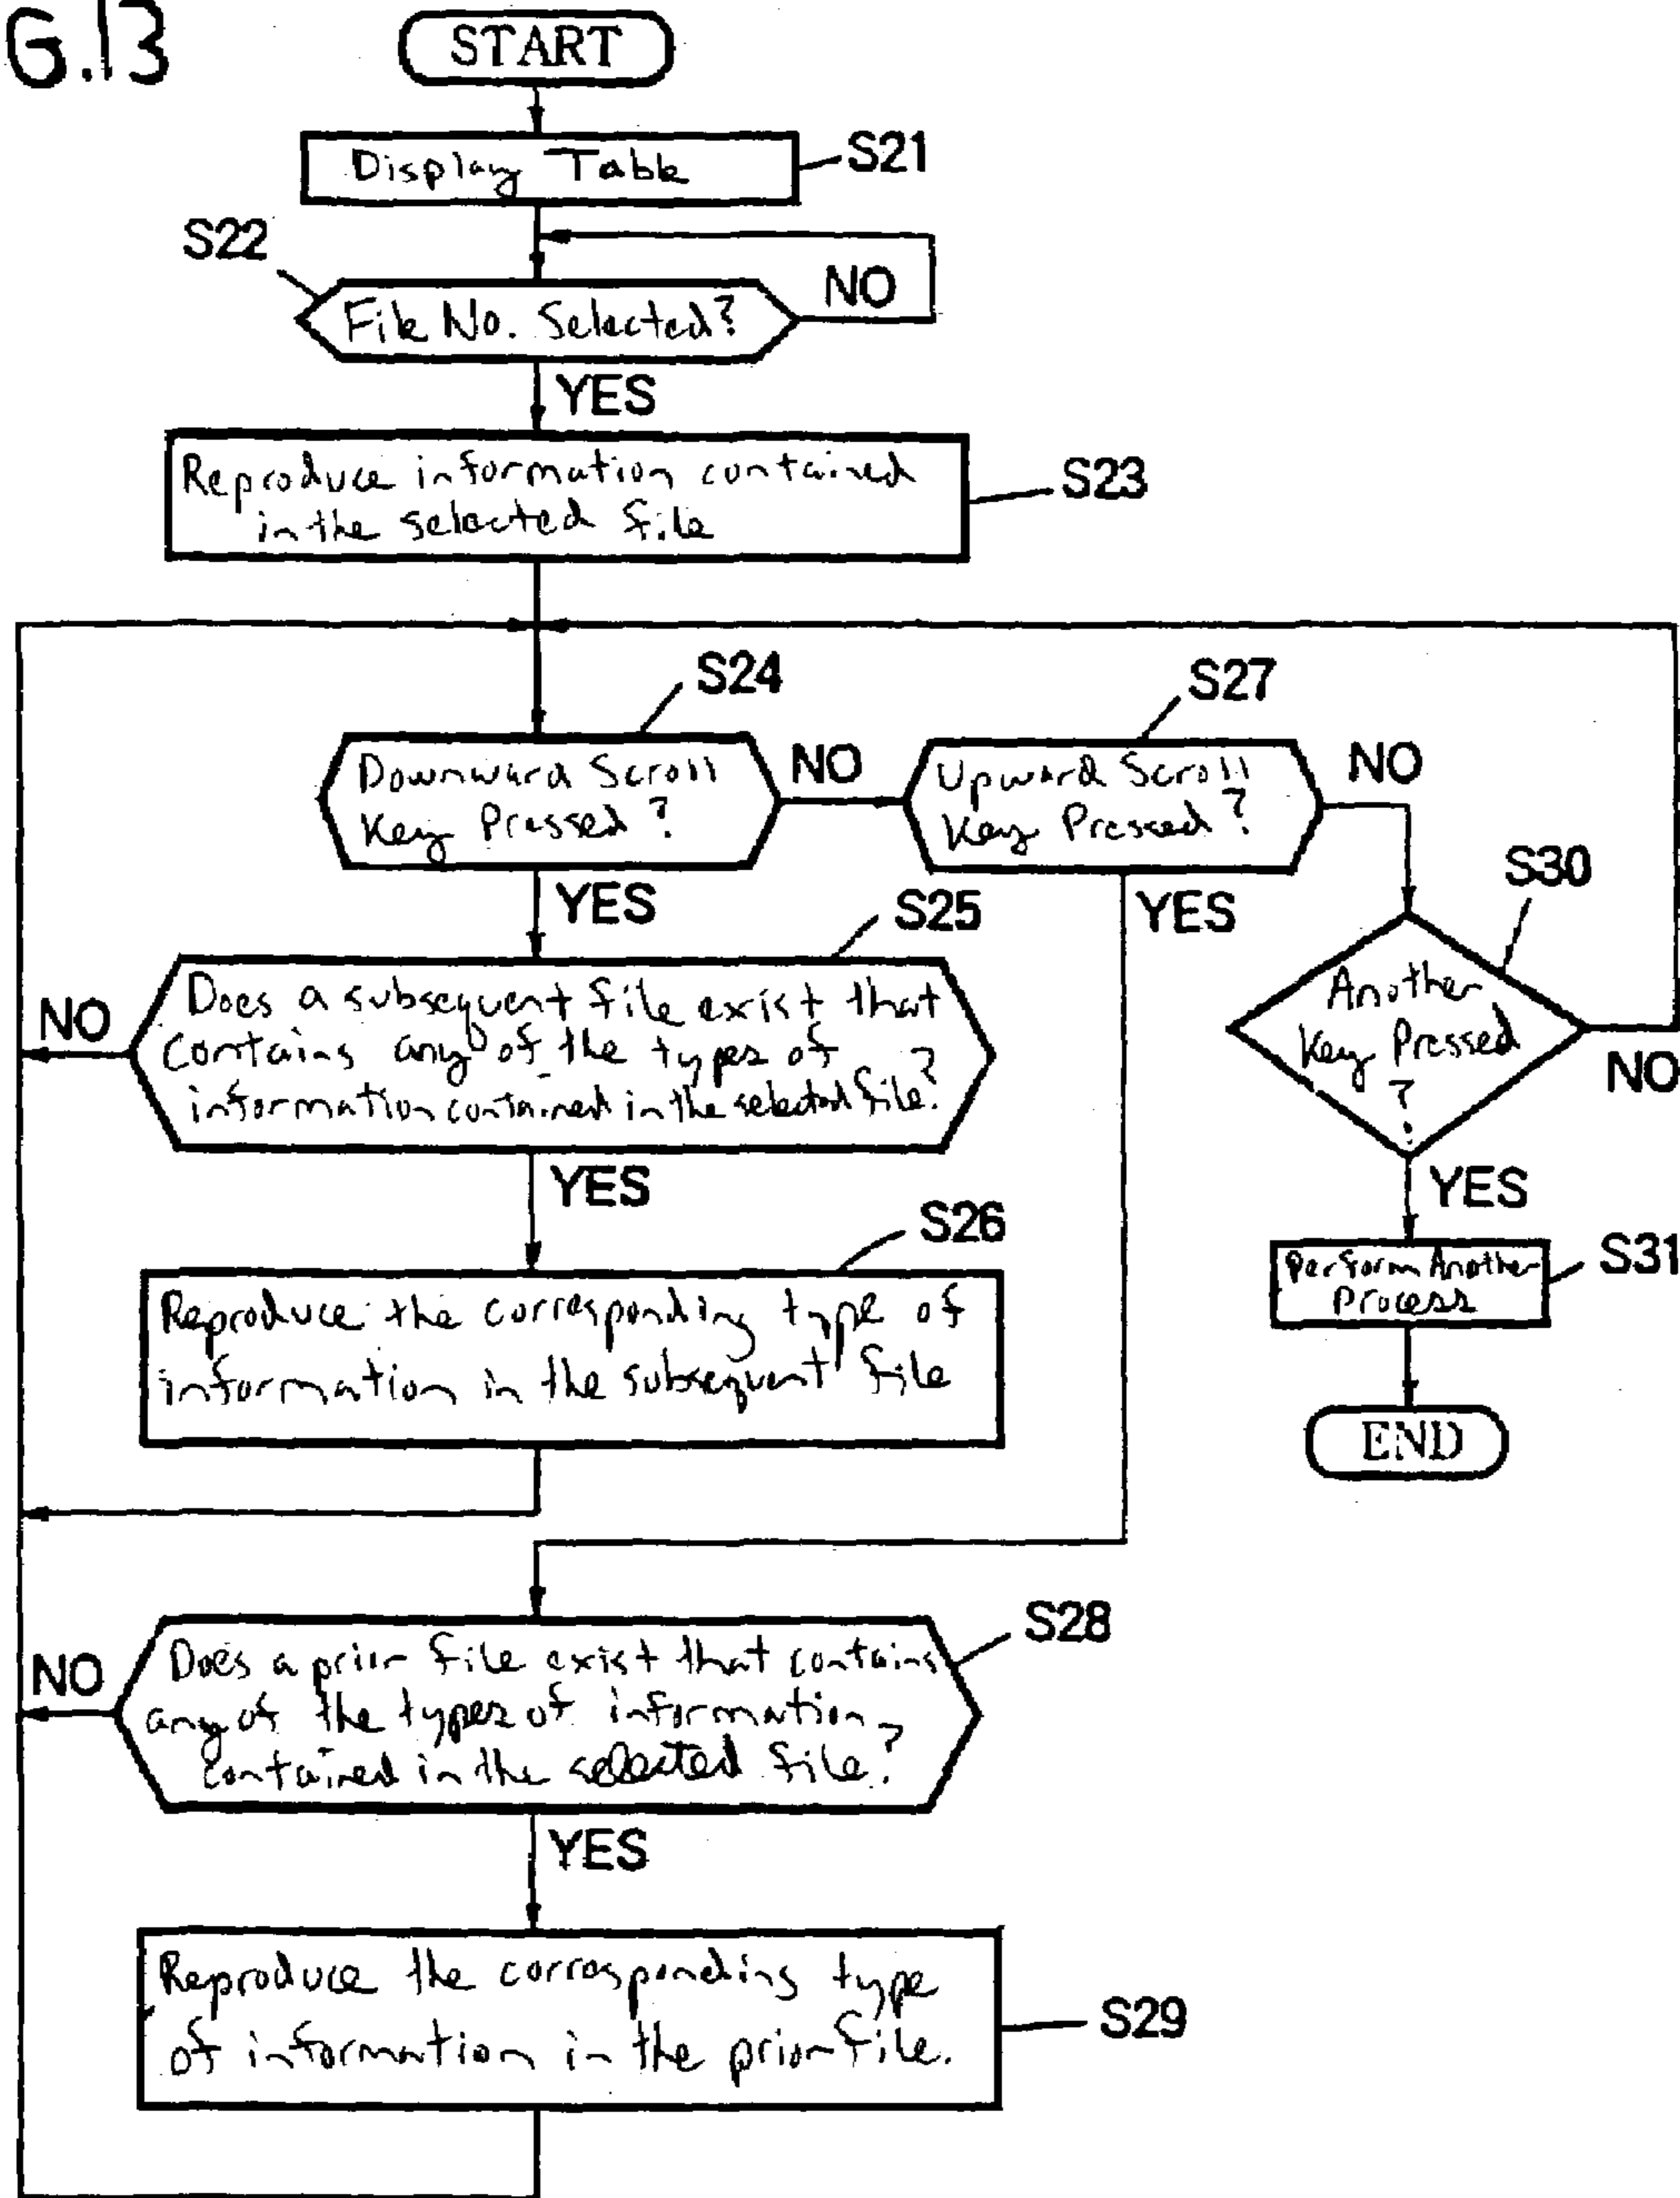 G.13
START
Display Table
S21
S22
File No. Selected?
NO
YES
Reproduce information contained
in the selected file
S23
S24
S27
Downward Scroll
Key Pressed?
NO
Upward Scroll
Key Pressed?
NO
YES
YES
S30
S25
Another
Key Pressed
?
NO
Does a subsequent file exist that
contains any of the types of
information contained in the selected file?
NO
YES
YES
S26
Perform Another
Process
S31
Reproduce the corresponding type of
information in the subsequent file
END
S28
Does a prior file exist that contains
any of the types of information
contained in the selected file?
NO
YES
Reproduce the corresponding type
of information in the prior file.
S29